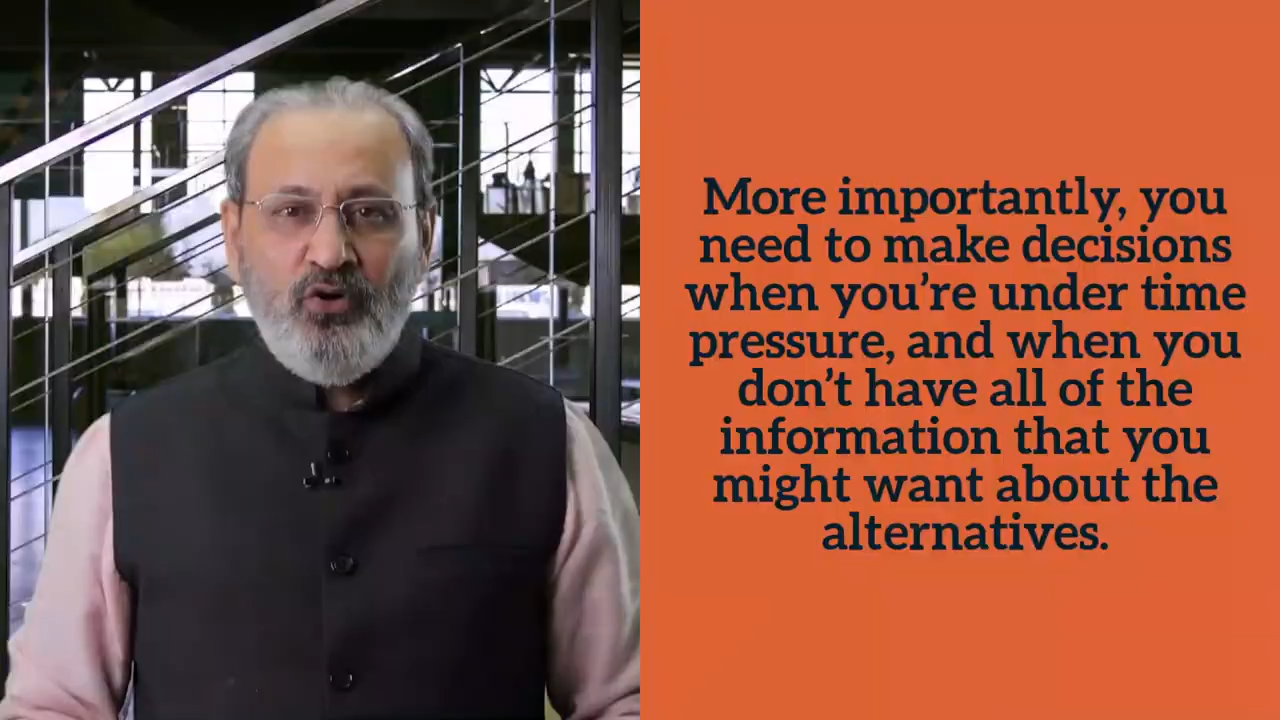 More importantly, you
need to make decisions
when you’re under time
pressure, and when you
don’t have all of the
information that you
might want about the
alternatives.